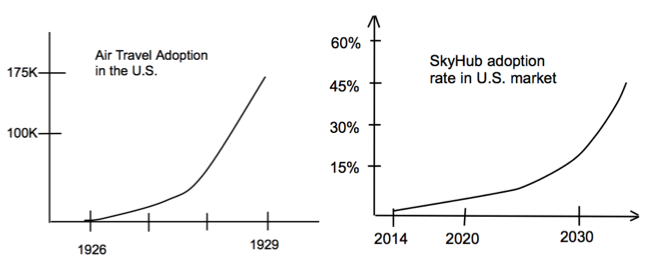 Air Travel Adoption
in the U.S.
175K
100K
1926
1929
SkyHub adoption
rate in U.S. market
60%
45%
30%
15%
2014
2020
2030